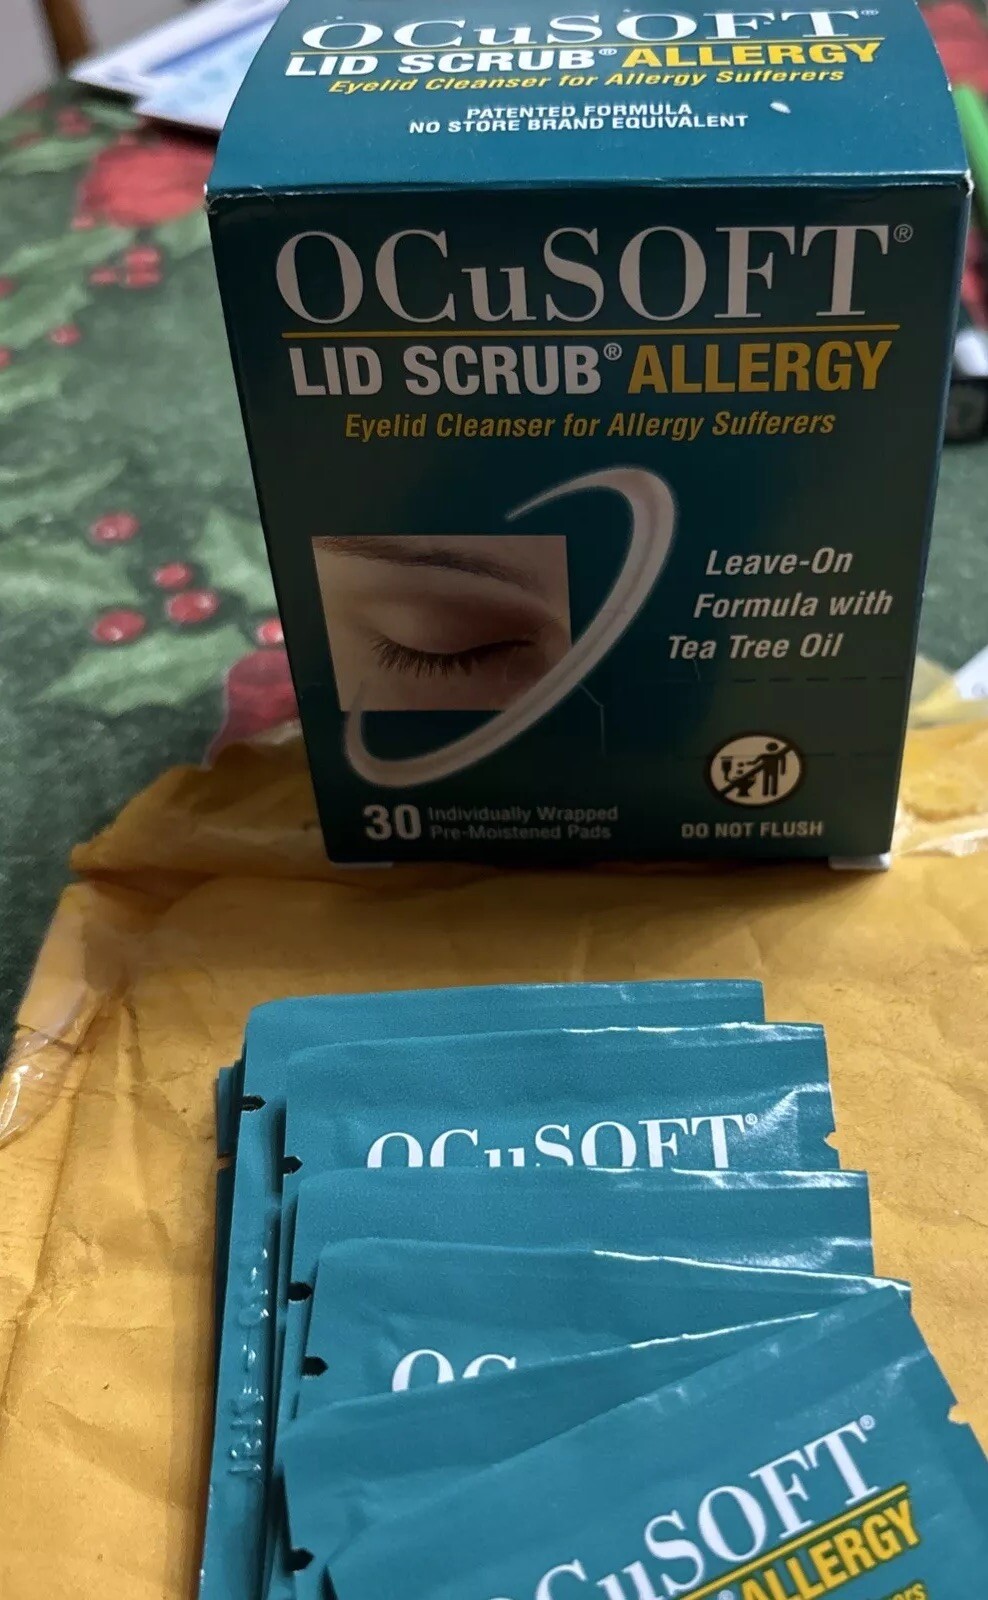 OCuSOFT®
LID SCRUB® ALLERGY
Eyelid Cleanser for Allergy Sufferers
PATENTED FORMULA
NO STORE BRAND EQUIVALENT
OCuSOFT®
LID SCRUB® ALLERGY
Eyelid Cleanser for Allergy Sufferers
Leave-On
Formula with
Tea Tree Oil
30 Individually Wrapped
Pre-Moistened Pads
DO NOT FLUSH
OCuSOFT®
OC
CuSOFT®
® ALLERGY